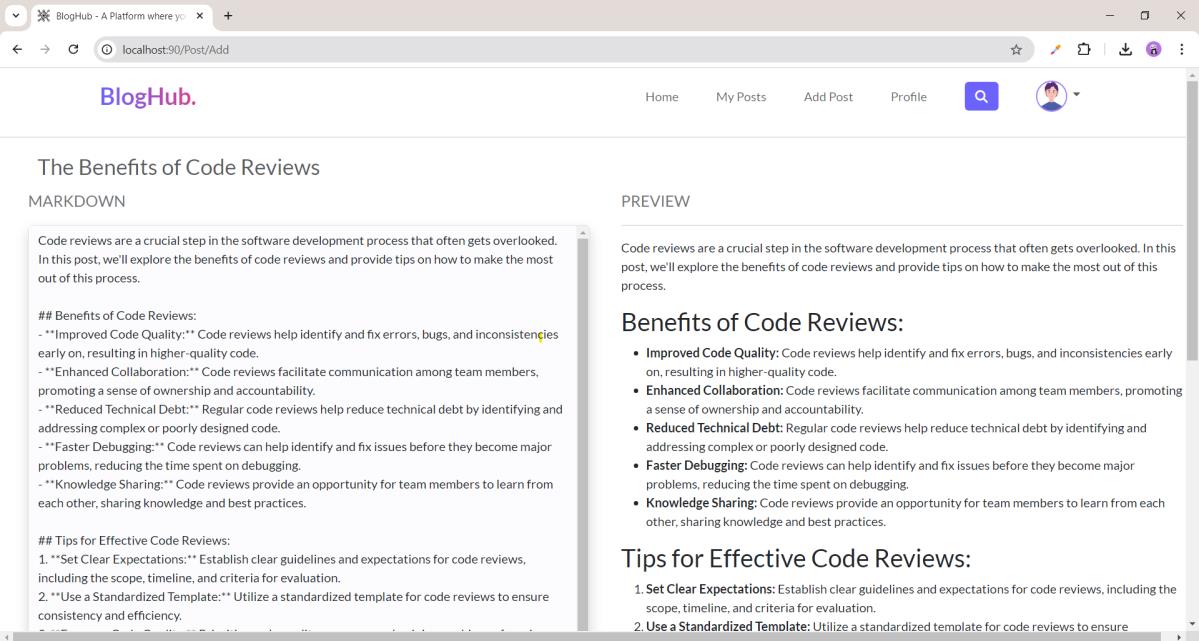 BlogHub - A Platform where yo
localhost:90/Post/Add
BlogHub.
Home
My Posts
Add Post
Profile
The Benefits of Code Reviews
MARKDOWN
Code reviews are a crucial step in the software development process that often gets overlooked.
In this post, we'll explore the benefits of code reviews and provide tips on how to make the most
out of this process.
## Benefits of Code Reviews:
- **Improved Code Quality:** Code reviews help identify and fix errors, bugs, and inconsistencies
early on, resulting in higher-quality code.
- **Enhanced Collaboration:** Code reviews facilitate communication among team members,
promoting a sense of ownership and accountability.
- **Reduced Technical Debt:** Regular code reviews help reduce technical debt by identifying and
addressing complex or poorly designed code.
- **Faster Debugging:** Code reviews can help identify and fix issues before they become major
problems, reducing the time spent on debugging.
- **Knowledge Sharing:** Code reviews provide an opportunity for team members to learn from
each other, sharing knowledge and best practices.
## Tips for Effective Code Reviews:
1. **Set Clear Expectations:** Establish clear guidelines and expectations for code reviews,
including the scope, timeline, and criteria for evaluation.
2. **Use a Standardized Template:** Utilize a standardized template for code reviews to ensure
consistency and efficiency.
PREVIEW
Code reviews are a crucial step in the software development process that often gets overlooked. In this
post, we'll explore the benefits of code reviews and provide tips on how to make the most out of this
process.
Benefits of Code Reviews:
• Improved Code Quality: Code reviews help identify and fix errors, bugs, and inconsistencies early
on, resulting in higher-quality code.
• Enhanced Collaboration: Code reviews facilitate communication among team members, promoting
a sense of ownership and accountability.
• Reduced Technical Debt: Regular code reviews help reduce technical debt by identifying and
addressing complex or poorly designed code.
• Faster Debugging: Code reviews can help identify and fix issues before they become major
problems, reducing the time spent on debugging.
• Knowledge Sharing: Code reviews provide an opportunity for team members to learn from each
other, sharing knowledge and best practices.
Tips for Effective Code Reviews:
1. Set Clear Expectations: Establish clear guidelines and expectations for code reviews, including the
scope, timeline, and criteria for evaluation.
2. Use a Standardized Template: Utilize a standardized template for code reviews to ensure